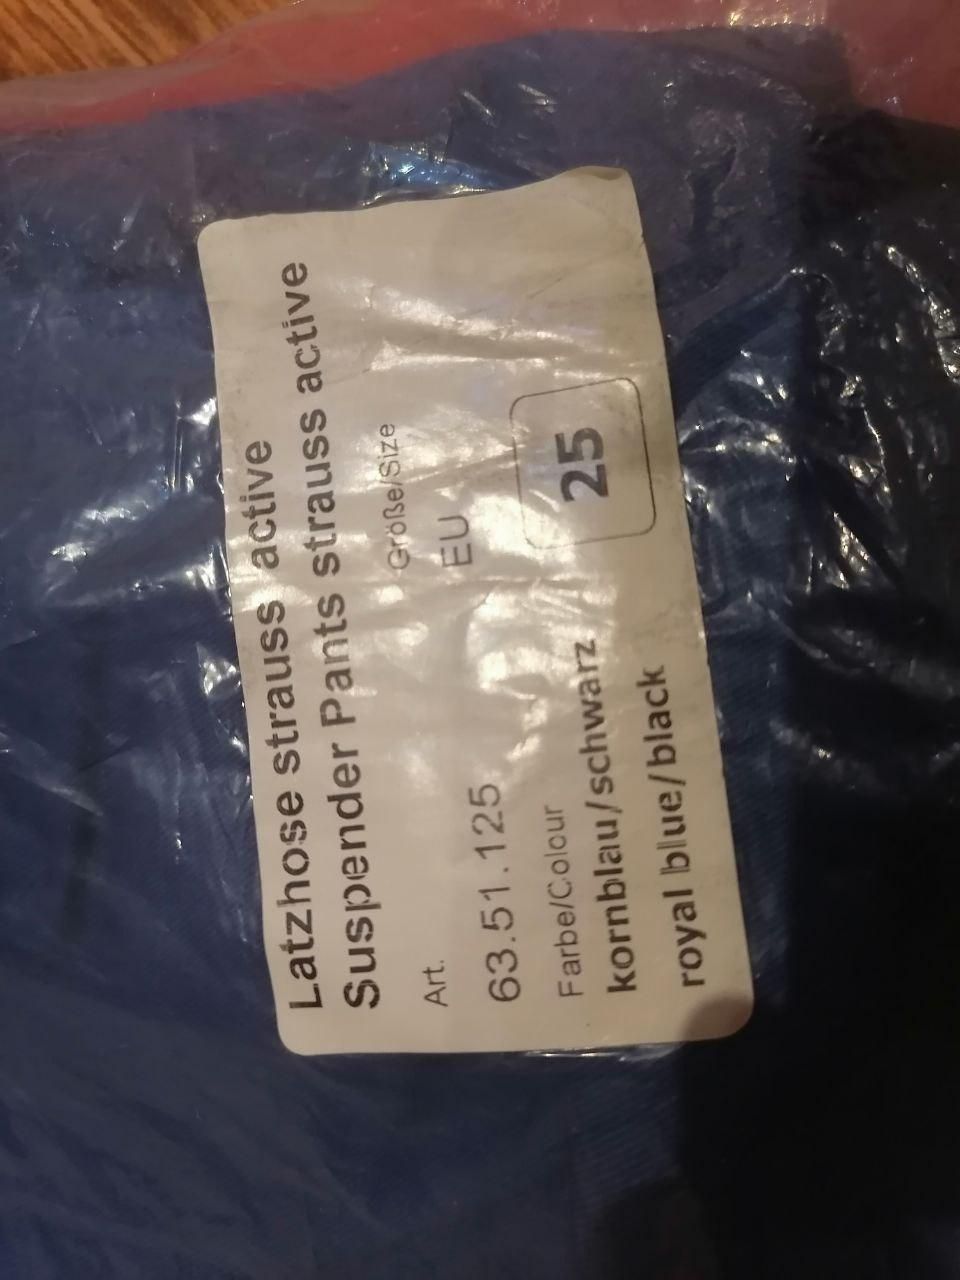 Latzhose strauss active
Suspender Pants strauss active
Größe/Size
Art.
EU
63.51.125
25
Farbe/Colour
kornblau/schwarz
royal blue/black